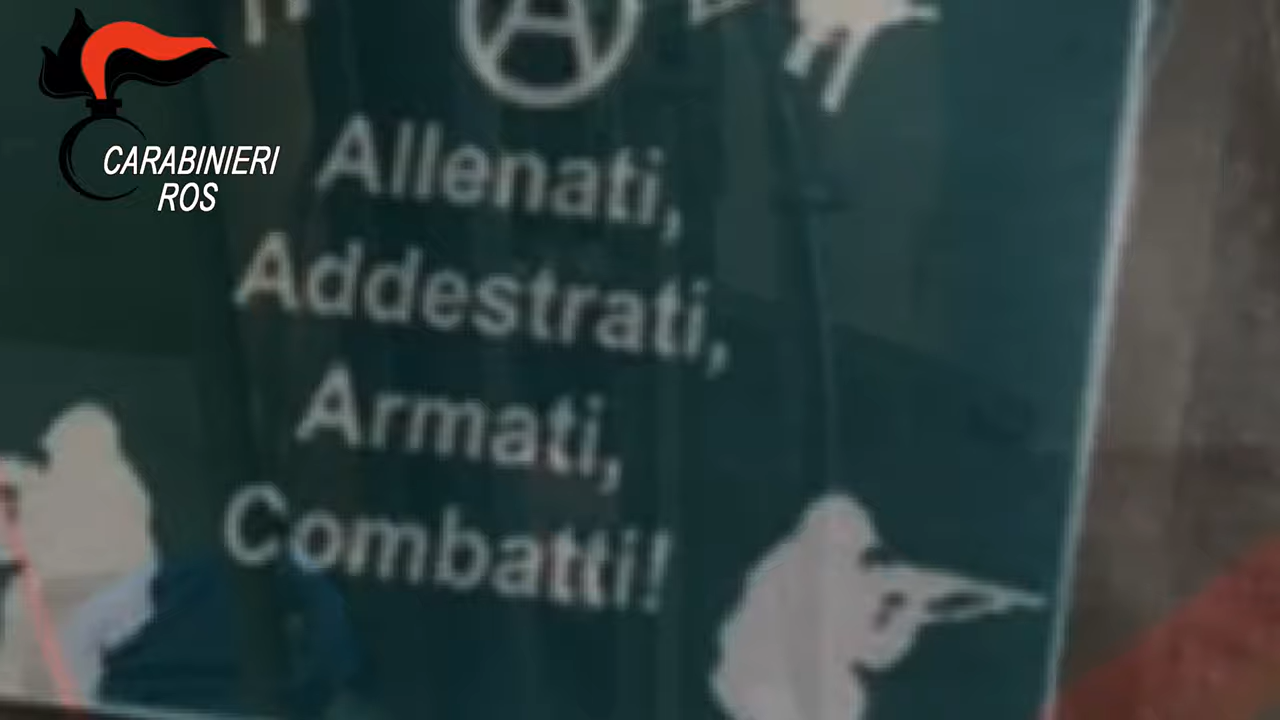 CARABINIERI
ROS
Allenati,
Addestrati,
Armati,
Combatti!